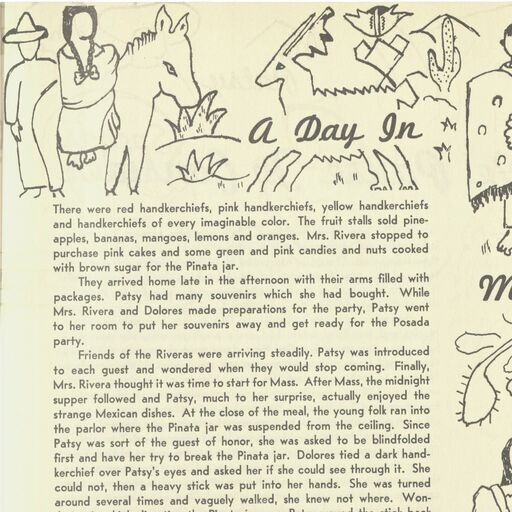 A Day In
M
There were red handkerchiefs, pink handkerchiefs, yellow handkerchiefs
and handkerchiefs of every imaginable color. The fruit stalls sold pine-
apples, bananas, mangoes, lemons and oranges. Mrs. Rivera stopped to
purchase pink cakes and some green and pink candies and nuts cooked
with brown sugar for the Pinata jar.
They arrived home late in the afternoon with their arms filled with
packages. Patsy had many souvenirs which she had bought. While
Mrs. Rivera and Dolores made preparations for the party, Patsy went
to her room to put her souvenirs away and get ready for the Posada
party.
Friends of the Riveras were arriving steadily. Patsy was introduced
to each guest and wondered when they would stop coming. Finally,
Mrs. Rivera thought it was time to start for Mass. After Mass, the midnight
supper followed and Patsy, much to her surprise, actually enjoyed the
strange Mexican dishes. At the close of the meal, the young folk ran into
the parlor where the Pinata jar was suspended from the ceiling. Since
Patsy was sort of the guest of honor, she was asked to be blindfolded
first and have her try to break the Pinata jar. Dolores tied a dark hand-
kerchief over Patsy's eyes and asked her if she could see through it. She
could not, then a heavy stick was put into her hands. She was turned
around several times and vaguely walked, she knew not where. Won-